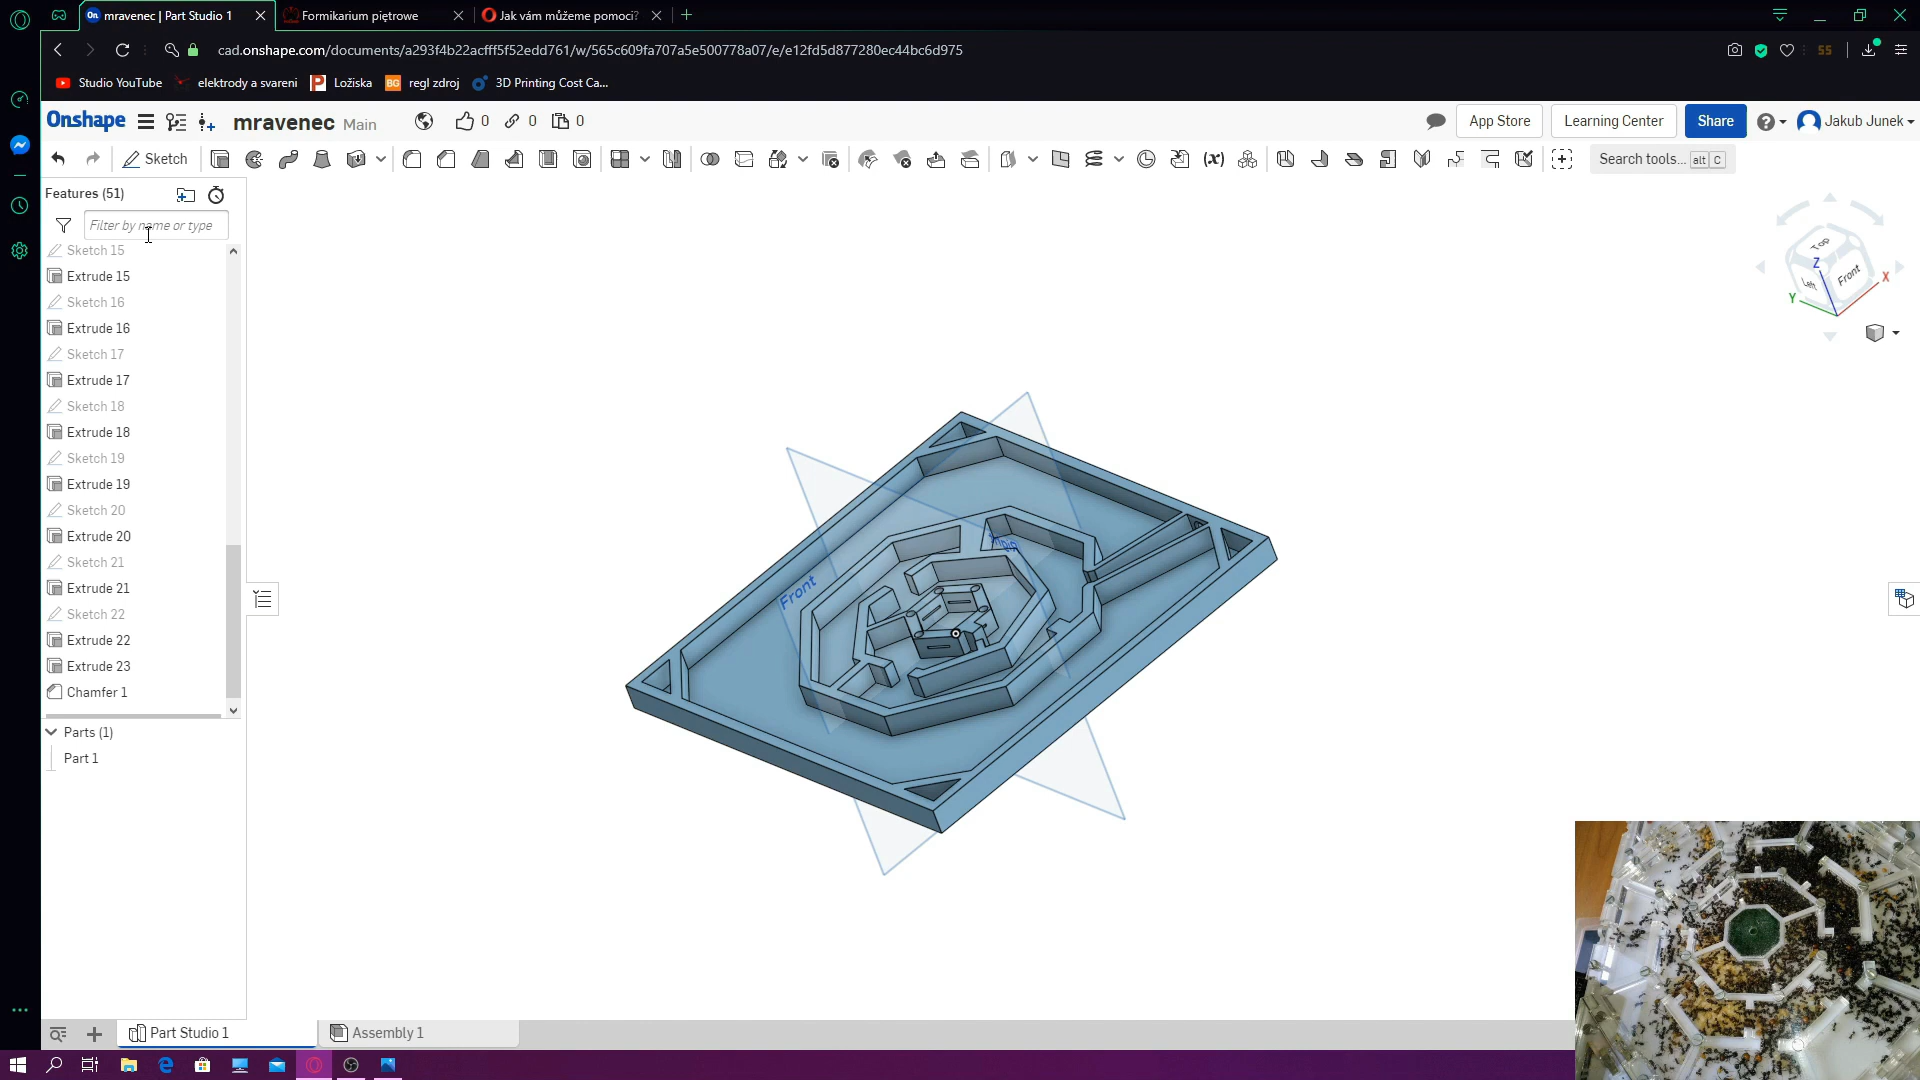 mravenec | Part Studio 1
Formikarium piętrowe
Jak vám můžeme pomoci?
cad.onshape.com/documents/a293f4b22acfff5f52edd761/w/565c609fa707a5e500778a07/e/e12fd5d877280ec44bc6d975
Studio YouTube
elektrody a svareni
Ložiska
regl zdroj
3D Printing Cost Ca...
Onshape
mravenec Main
0
0
0
App Store
Learning Center
Share
Jakub Junek
Sketch
Search tools... alt C
Features (51)
Filter by name or type
Sketch 15
Extrude 15
Sketch 16
Extrude 16
Sketch 17
Extrude 17
Sketch 18
Extrude 18
Sketch 19
Extrude 19
Sketch 20
Extrude 20
Sketch 21
Extrude 21
Sketch 22
Extrude 22
Extrude 23
Chamfer 1
Parts (1)
Part 1
Top
Z
Left
Front
X
Y
Front
Part Studio 1
Assembly 1